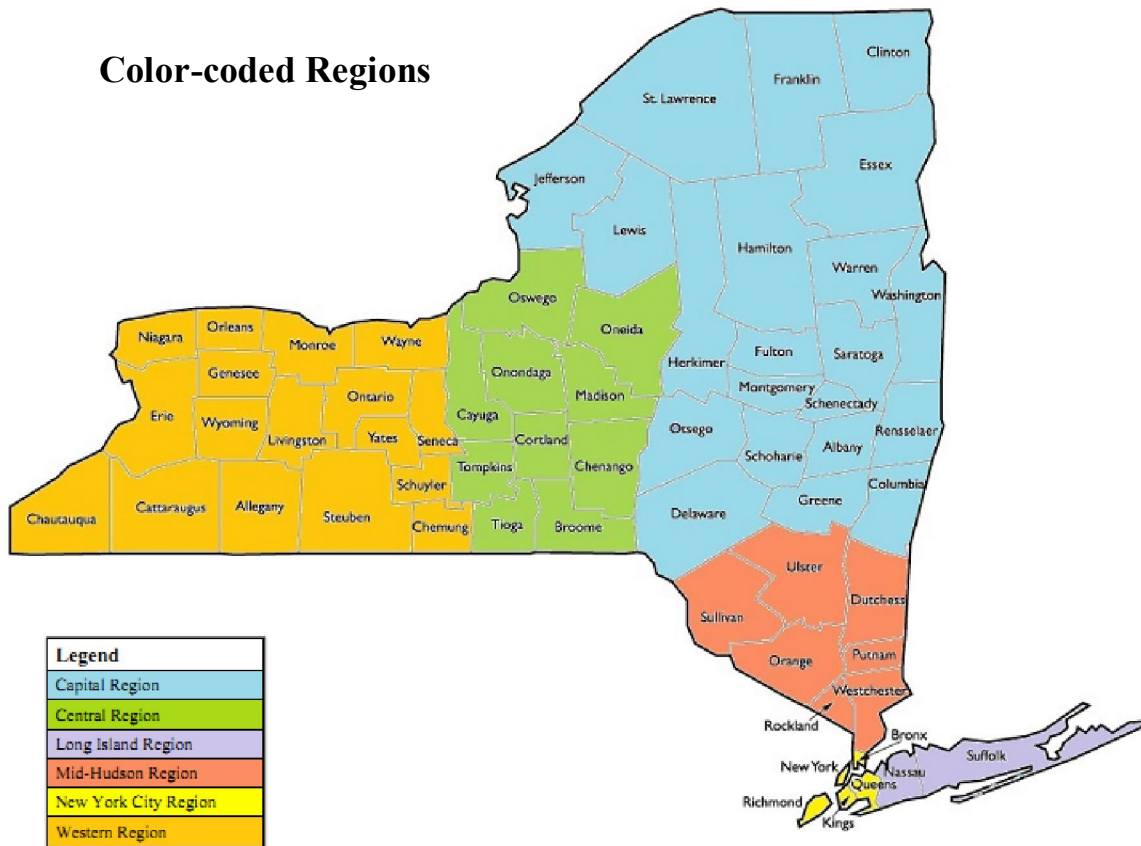 Color-coded Regions
Clinton
Franklin
St. Lawrence
Essex
Jefferson
Lewis
Hamilton
Warren
Washington
Oswego
Oneida
Niagara
Orleans
Monroe
Wayne
Herkimer
Fulton
Saratoga
Genesee
Onondaga
Madison
Montgomery
Schenectady
Ontario
Erie
Wyoming
Livingston
Yates
Seneca
Cayuga
Cortland
Otsego
Schoharie
Albany
Rensselaer
Tompkins
Chenango
Schuyler
Columbia
Greene
Chautauqua
Cattaraugus
Allegany
Steuben
Chemung
Tioga
Broome
Delaware
Ulster
Dutchess
Sullivan
Orange
Putnam
Westchester
Rockland
Bronx
New York
Queens
Nassau
Suffolk
Richmond
Kings
Legend
Capital Region
Central Region
Long Island Region
Mid-Hudson Region
New York City Region
Western Region